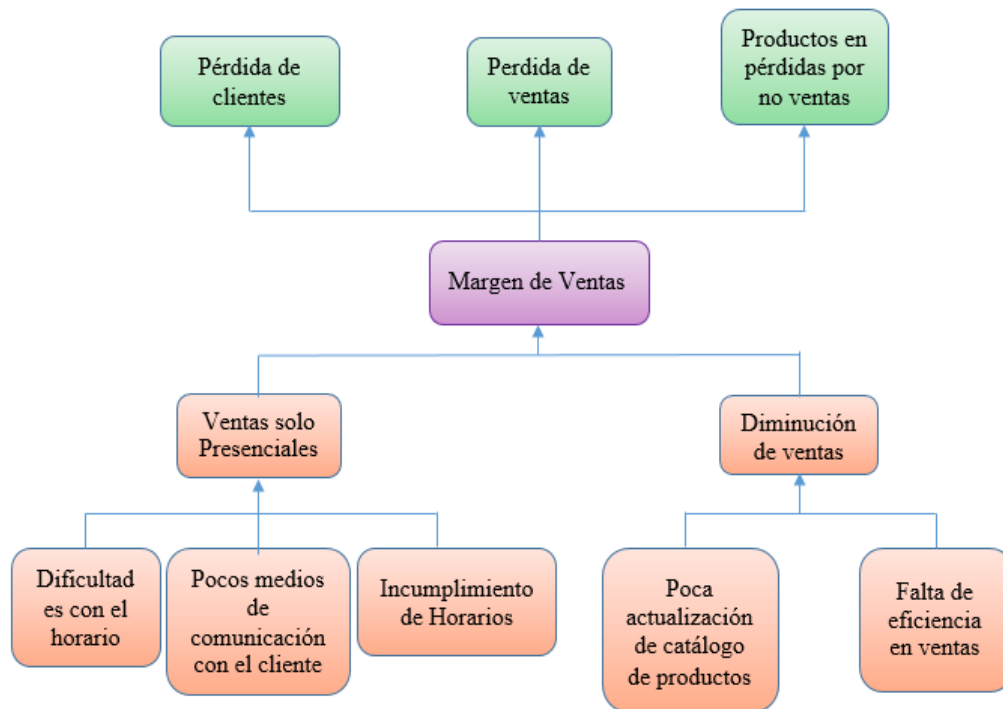 Pérdida de
clientes
Perdida de
ventas
Productos en
pérdidas por
no ventas
Margen de Ventas
Ventas solo
Presenciales
Diminución
de ventas
Dificultad
es con el
horario
Pocos medios
de
comunicación
con el cliente
Incumplimiento
de Horarios
Poca
actualización
de catálogo
de productos
Falta de
eficiencia
en ventas